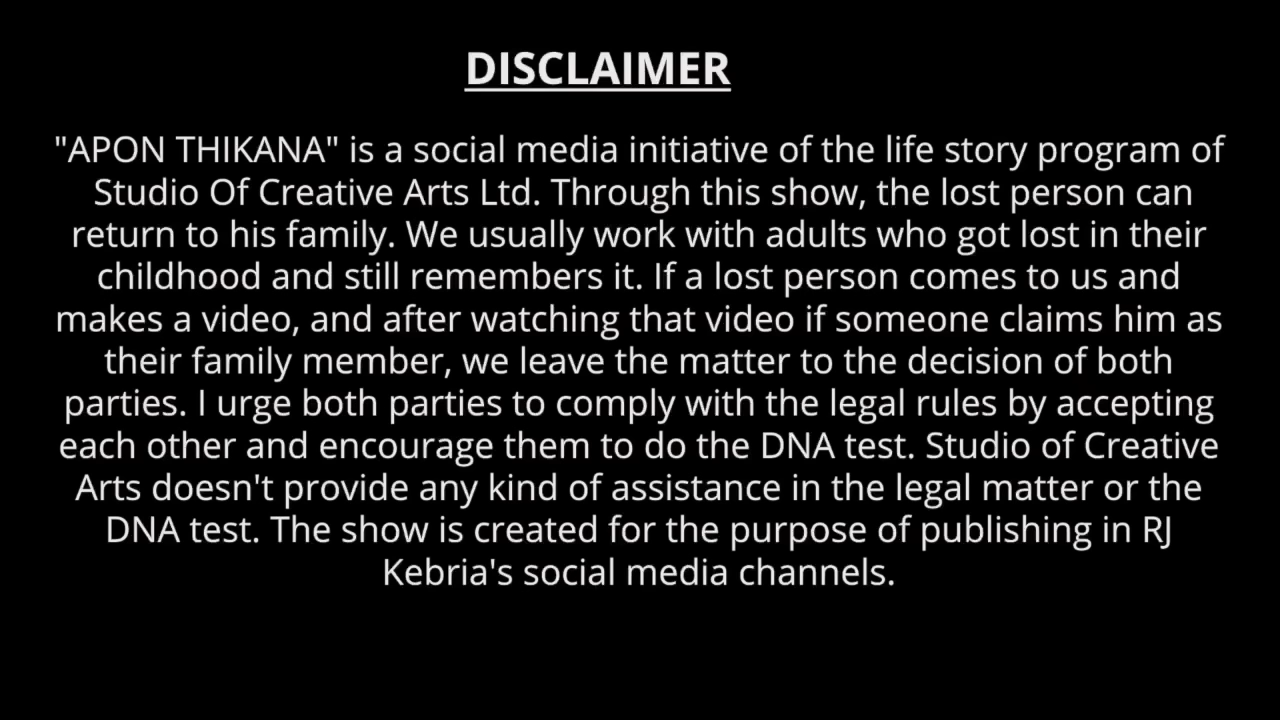 DISCLAIMER
"APON THIKANA" is a social media initiative of the life story program of
Studio Of Creative Arts Ltd. Through this show, the lost person can
return to his family. We usually work with adults who got lost in their
childhood and still remembers it. If a lost person comes to us and
makes a video, and after watching that video if someone claims him as
their family member, we leave the matter to the decision of both
parties. I urge both parties to comply with the legal rules by accepting
each other and encourage them to do the DNA test. Studio of Creative
Arts doesn't provide any kind of assistance in the legal matter or the
DNA test. The show is created for the purpose of publishing in RJ
Kebria's social media channels.